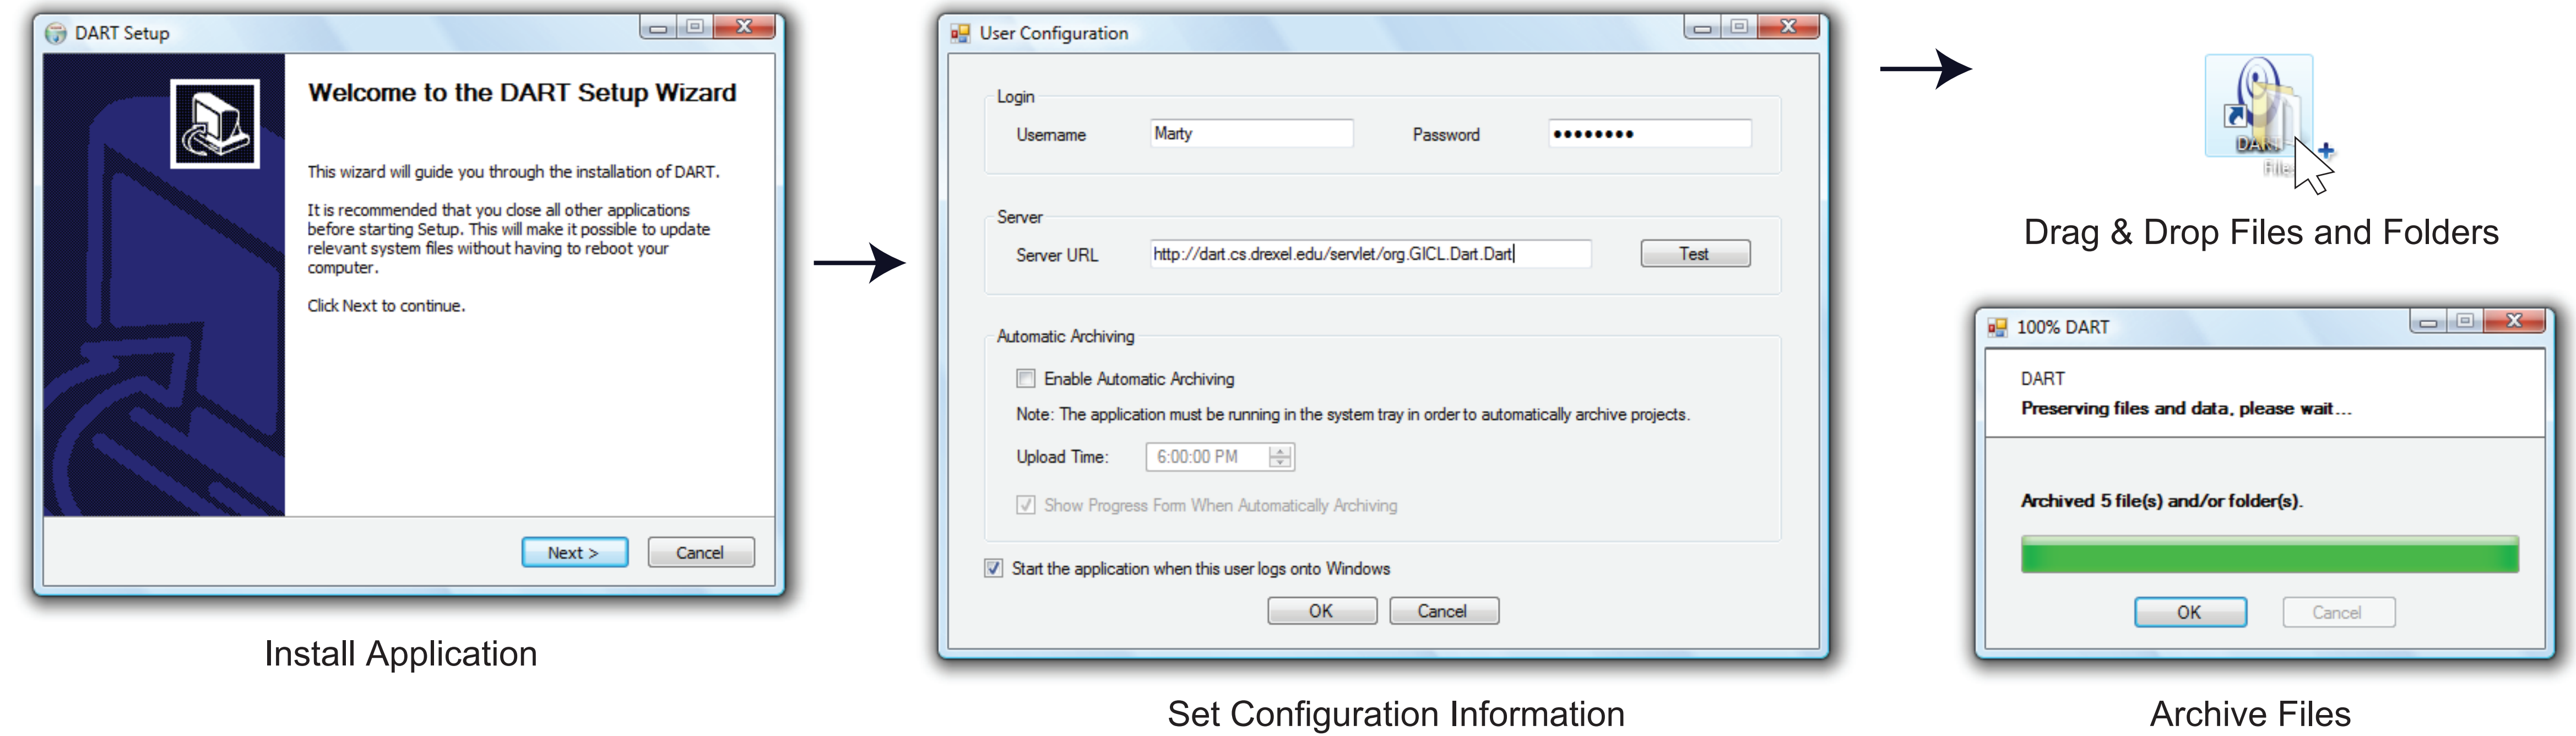 DART Setup
Welcome to the DART Setup Wizard
This wizard will guide you through the installation of DART.
It is recommended that you close all other applications
before starting Setup. This will make it possible to update
relevant system files without having to reboot your
computer.
Click Next to continue.
Next >
Cancel
Install Application
User Configuration
Login
Username
Marty
Password
Server
Server URL
http://dart.cs.drexel.edu/servlet/org.GICL.Dart.Dart
Test
Automatic Archiving
Enable Automatic Archiving
Note: The application must be running in the system tray in order to automatically archive projects.
Upload Time:
6:00:00 PM
Show Progress Form When Automatically Archiving
Start the application when this user logs onto Windows
OK
Cancel
Set Configuration Information
DART
Drag & Drop Files and Folders
100% DART
DART
Preserving files and data, please wait...
Archived 5 file(s) and/or folder(s).
OK
Cancel
Archive Files